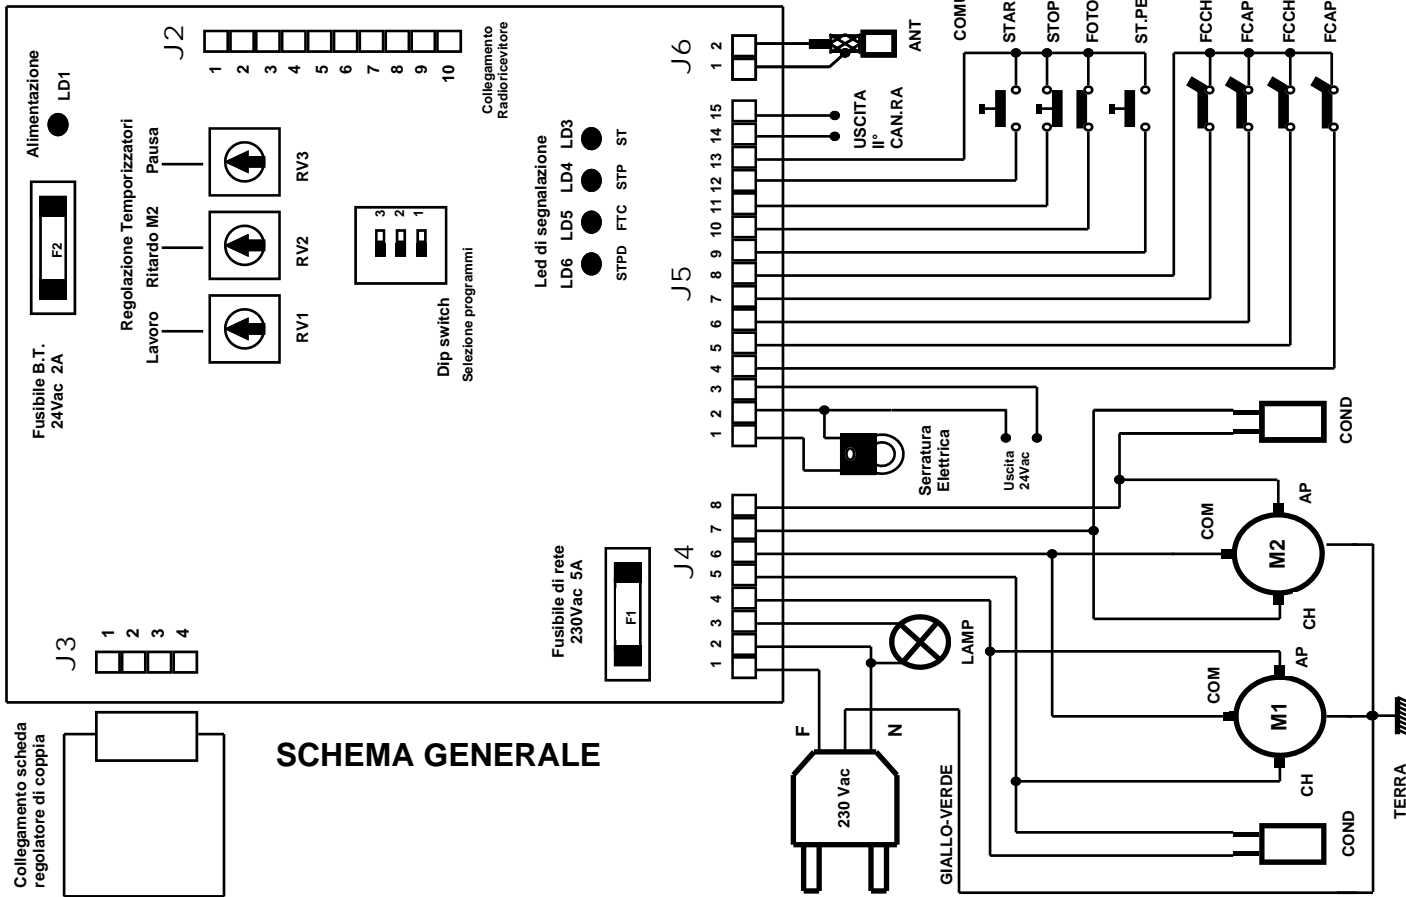 Alimentazione
LD1
J2
1
2
3
4
5
6
7
8
9
10
Collegamento
Radioricevitore
Fusibile B.T.
24Vac 2A
F2
Regolazione Temporizzatori
Lavoro
Ritardo M2
Pausa
RV1
RV2
RV3
3
2
1
Dip switch
Selezione programmi
Led di segnalazione
LD6
LD5
LD4
LD3
STPD
FTC
STP
ST
J6
1
2
ANT
J5
1
2
3
4
5
6
7
8
9
10
11
12
13
14
15
USCITA
II°
CAN.RA
COMU
STAR
STOP
FOTO
ST.PE
FCCH
FCAP
FCCH
FCAP
Serratura
Elettrica
Uscita
24Vac
COND
Fusibile di rete
230Vac 5A
F1
J4
1
2
3
4
5
6
7
8
LAMP
COM
AP
M2
CH
COM
AP
M1
CH
COND
TERRA
J3
1
2
3
4
Collegamento scheda
regolatore di coppia
SCHEMA GENERALE
F
N
230 Vac
GIALLO-VERDE